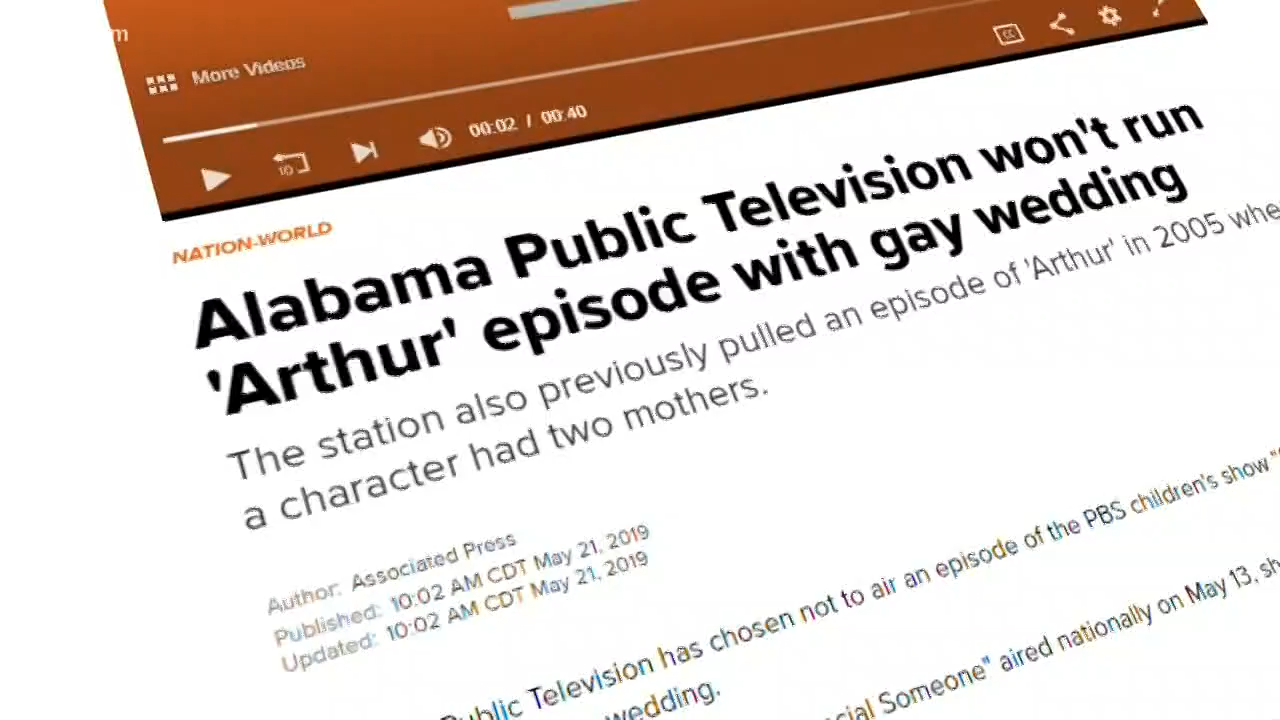 m
More Videos
CC
10
00:02 / 00:40
NATION-WORLD
Alabama Public Television won't run
'Arthur' episode with gay wedding
The station also previously pulled an episode of 'Arthur' in 2005 whe
a character had two mothers.
Author: Associated Press
Published: 10:02 AM CDT May 21, 2019
Updated: 10:02 AM CDT May 21, 2019
Public Television has chosen not to air an episode of the PBS children's show "
wedding.
cial Someone" aired nationally on May 13, sh